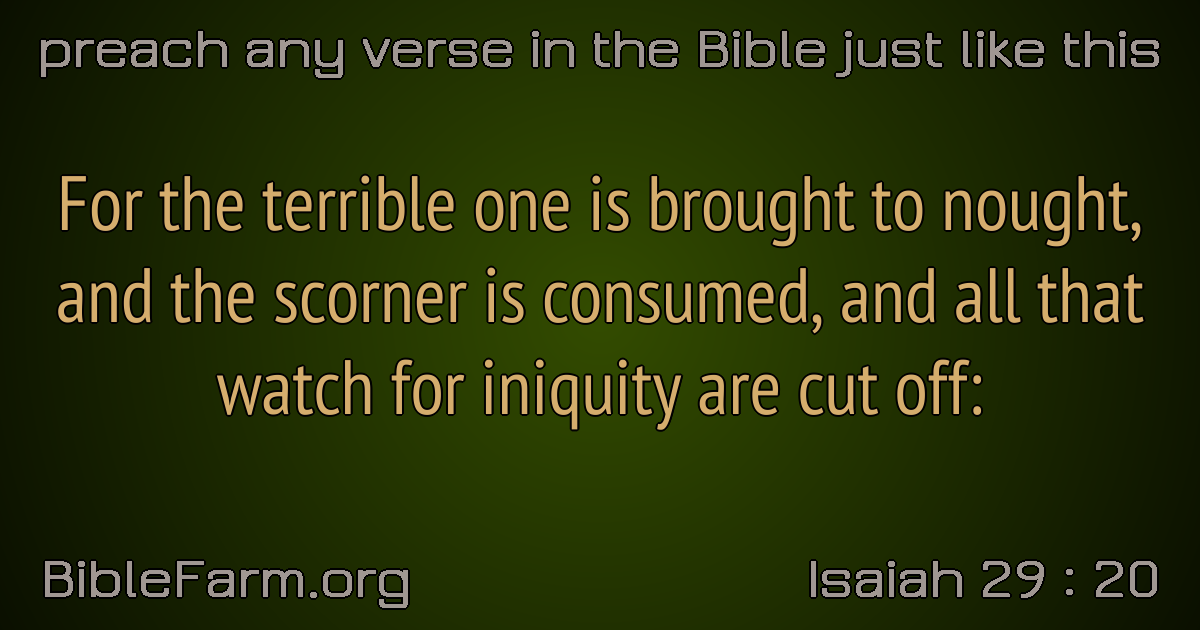 preach any verse in the Bible just like this
For the terrible one is brought to nought,
and the scorner is consumed, and all that
watch for iniquity are cut off:
BibleFarm.org
Isaiah 29 : 20